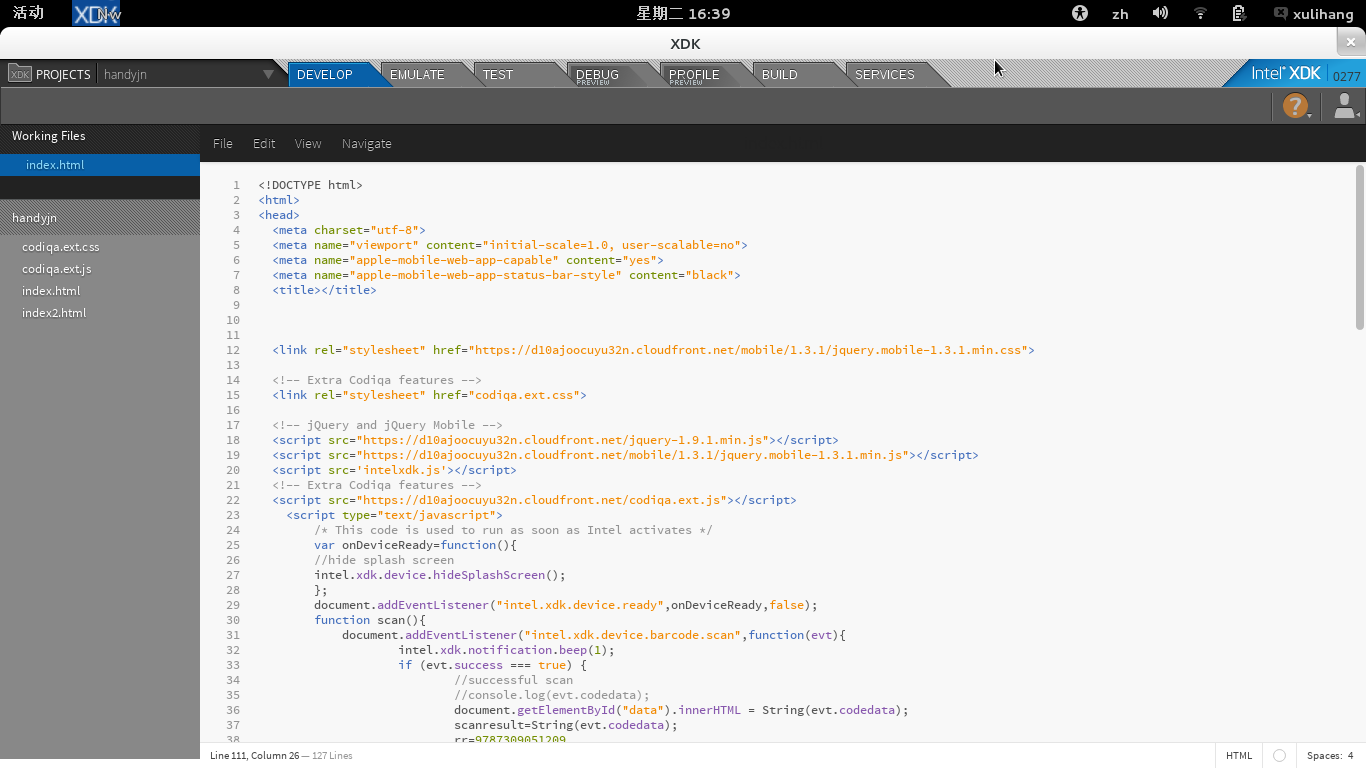 活动 XDK Nw 星期二 16:39 zh xulihang
XDK
XDK PROJECTS handyjn DEVELOP EMULATE TEST DEBUG PREVIEW PROFILE PREVIEW BUILD SERVICES Intel® XDK 0277
?
Working Files
index.html
handyjn
codiqa.ext.css
codiqa.ext.js
index.html
index2.html
File Edit View Navigate
1 <!DOCTYPE html>
2 <html>
3 <head>
4 <meta charset="utf-8">
5 <meta name="viewport" content="initial-scale=1.0, user-scalable=no">
6 <meta name="apple-mobile-web-app-capable" content="yes">
7 <meta name="apple-mobile-web-app-status-bar-style" content="black">
8 <title></title>
9
10
11
12 <link rel="stylesheet" href="https://d10ajoocuyu32n.cloudfront.net/mobile/1.3.1/jquery.mobile-1.3.1.min.css">
13
14 <!-- Extra Codiqa features -->
15 <link rel="stylesheet" href="codiqa.ext.css">
16
17 <!-- jQuery and jQuery Mobile -->
18 <script src="https://d10ajoocuyu32n.cloudfront.net/jquery-1.9.1.min.js"></script>
19 <script src="https://d10ajoocuyu32n.cloudfront.net/mobile/1.3.1/jquery.mobile-1.3.1.min.js"></script>
20 <script src='intelxdk.js'></script>
21 <!-- Extra Codiqa features -->
22 <script src="https://d10ajoocuyu32n.cloudfront.net/codiqa.ext.js"></script>
23 <script type="text/javascript">
24 /* This code is used to run as soon as Intel activates */
25 var onDeviceReady=function(){
26 //hide splash screen
27 intel.xdk.device.hideSplashScreen();
28 };
29 document.addEventListener("intel.xdk.device.ready",onDeviceReady,false);
30 function scan(){
31 document.addEventListener("intel.xdk.device.barcode.scan",function(evt){
32 intel.xdk.notification.beep(1);
33 if (evt.success === true) {
34 //successful scan
35 //console.log(evt.codedata);
36 document.getElementById("data").innerHTML = String(evt.codedata);
37 scanresult=String(evt.codedata);
38 rr=9787309051209
Line 111, Column 26 — 127 Lines HTML Spaces: 4